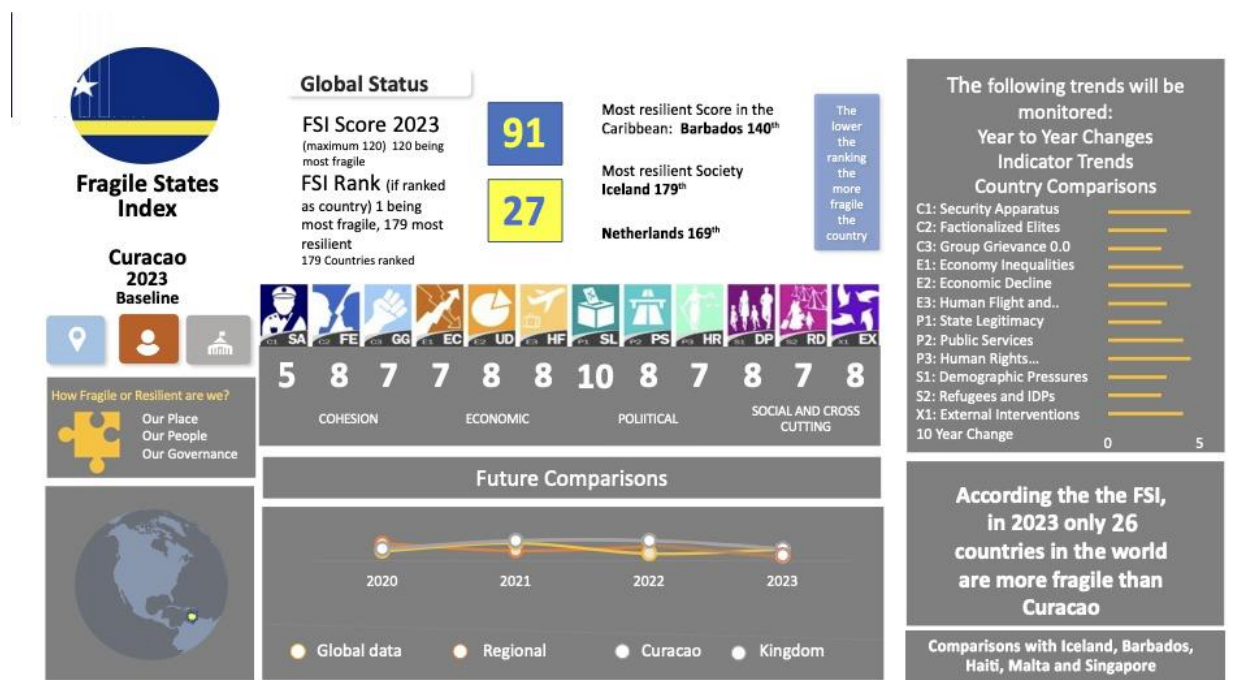 Fragile States
Index
Curacao
2023
Baseline
How Fragile or Resilient are we?
Our Place
Our People
Our Governance
Global Status
FSI Score 2023
(maximum 120) 120 being
most fragile
FSI Rank (if ranked
as country) 1 being
most fragile, 179 most
resilient
179 Countries ranked
91
27
Most resilient Score in the
Caribbean: Barbados 140th
Most resilient Society
Iceland 179th
Netherlands 169th
The
lower
the
ranking
the
more
fragile
the
country
C1 SA C2 FE C3 GG E1 EC E2 UD E3 HF P1 SL P2 PS P3 HR S1 DP S2 RD X1 EX
5 8 7 7 8 8 10 8 7 8 7 8
COHESION ECONOMIC POLITICAL SOCIAL AND CROSS
CUTTING
Future Comparisons
2020 2021 2022 2023
Global data Regional Curacao Kingdom
The following trends will be
monitored:
Year to Year Changes
Indicator Trends
Country Comparisons
C1: Security Apparatus
C2: Factionalized Elites
C3: Group Grievance 0.0
E1: Economy Inequalities
E2: Economic Decline
E3: Human Flight and..
P1: State Legitimacy
P2: Public Services
P3: Human Rights...
S1: Demographic Pressures
S2: Refugees and IDPs
X1: External Interventions
10 Year Change
0 5
According the the FSI,
in 2023 only 26
countries in the world
are more fragile than
Curacao
Comparisons with Iceland, Barbados,
Haiti, Malta and Singapore